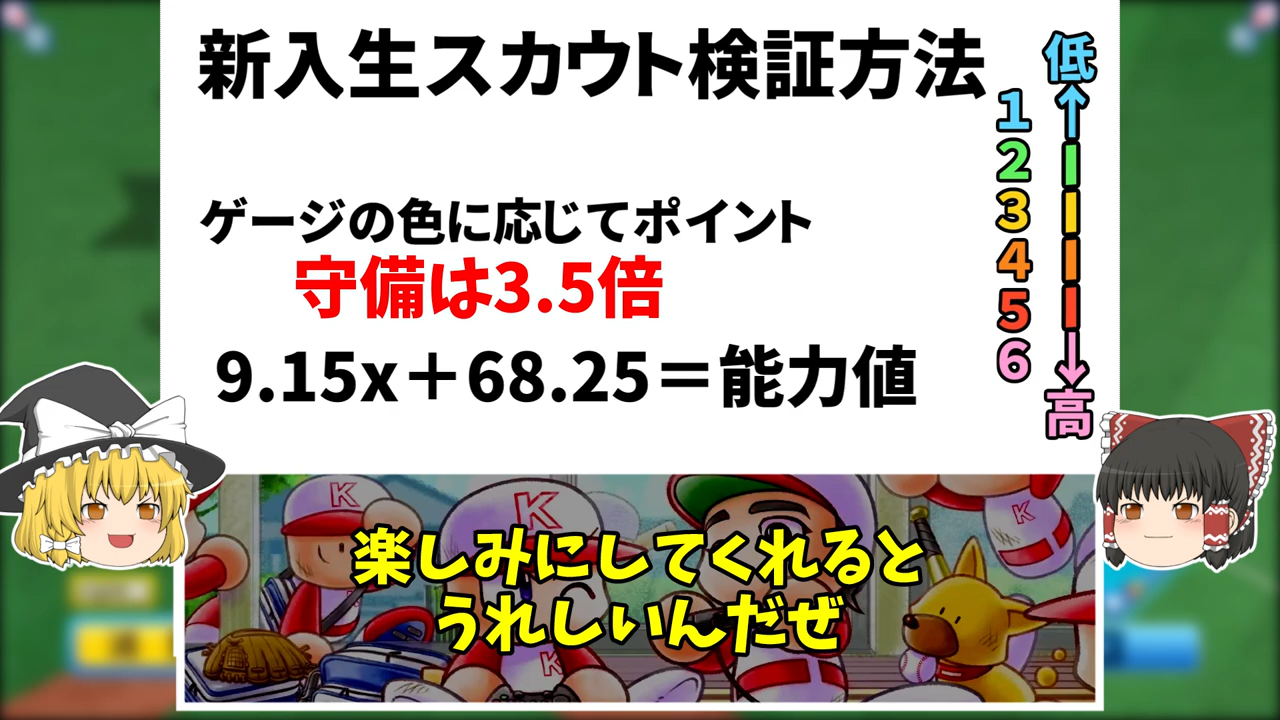 新入生スカウト検証方法
ゲージの色に応じてポイント
守備は3.5倍
9.15x＋68.25＝能力値
低
1
2
3
4
5
6
高
K
K
K
K
楽しみにしてくれると
うれしいんだぜ